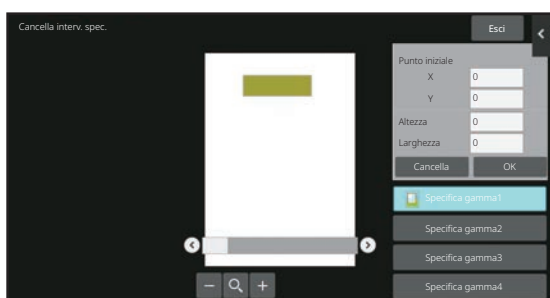 Cancella interv. spec.
Esci
Punto iniziale
X 0
Y 0
Altezza 0
Larghezza 0
Cancella OK
Specifica gamma1
Specifica gamma2
Specifica gamma3
Specifica gamma4